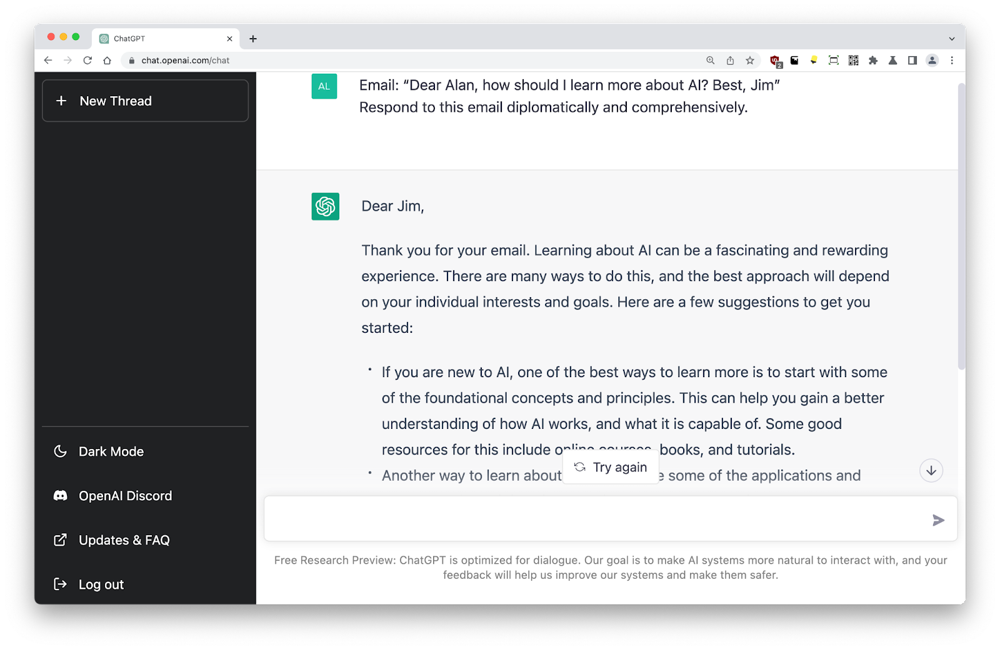 ChatGPT
chat.openai.com/chat
2
New Thread
Dark Mode
OpenAI Discord
Updates & FAQ
Log out
AL
Email: “Dear Alan, how should I learn more about AI? Best, Jim”
Respond to this email diplomatically and comprehensively.
Dear Jim,
Thank you for your email. Learning about AI can be a fascinating and rewarding
experience. There are many ways to do this, and the best approach will depend
on your individual interests and goals. Here are a few suggestions to get you
started:
• If you are new to AI, one of the best ways to learn more is to start with some
of the foundational concepts and principles. This can help you gain a better
understanding of how AI works, and what it is capable of. Some good
resources for this include online courses, books, and tutorials.
• Another way to learn about some of the applications and
Try again
Free Research Preview: ChatGPT is optimized for dialogue. Our goal is to make AI systems more natural to interact with, and your
feedback will help us improve our systems and make them safer.